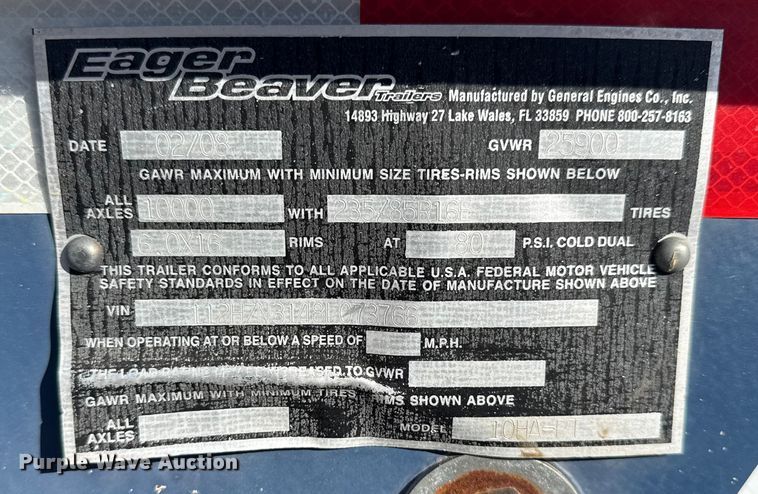 Eager Beaver Trailers Manufactured by General Engines Co., Inc.
14893 Highway 27 Lake Wales, FL 33859 PHONE 800-257-8163
DATE 02/08 GVWR 25900
GAWR MAXIMUM WITH MINIMUM SIZE TIRES-RIMS SHOWN BELOW
ALL AXLES 10000 WITH 235/85R16E TIRES
6.0X16 RIMS AT 80 P.S.I. COLD DUAL
THIS TRAILER CONFORMS TO ALL APPLICABLE U.S.A. FEDERAL MOTOR VEHICLE
SAFETY STANDARDS IN EFFECT ON THE DATE OF MANUFACTURE SHOWN ABOVE
VIN
WHEN OPERATING AT OR BELOW A SPEED OF M.P.H.
THE LOAD TO GVWR
GAWR MAXIMUM WITH MINIMUM TIRES SHOWN ABOVE
ALL AXLES MODEL
Purple Wave Auction